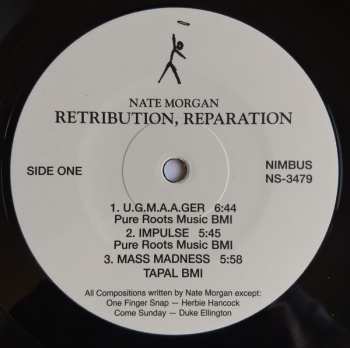 NATE MORGAN
RETRIBUTION, REPARATION
SIDE ONE
NIMBUS
NS-3479
1. U.G.M.A.A.GER 6:44
Pure Roots Music BMI
2. IMPULSE 5:45
Pure Roots Music BMI
3. MASS MADNESS 5:58
TAPAL BMI
All Compositions written by Nate Morgan except:
One Finger Snap — Herbie Hancock
Come Sunday — Duke Ellington